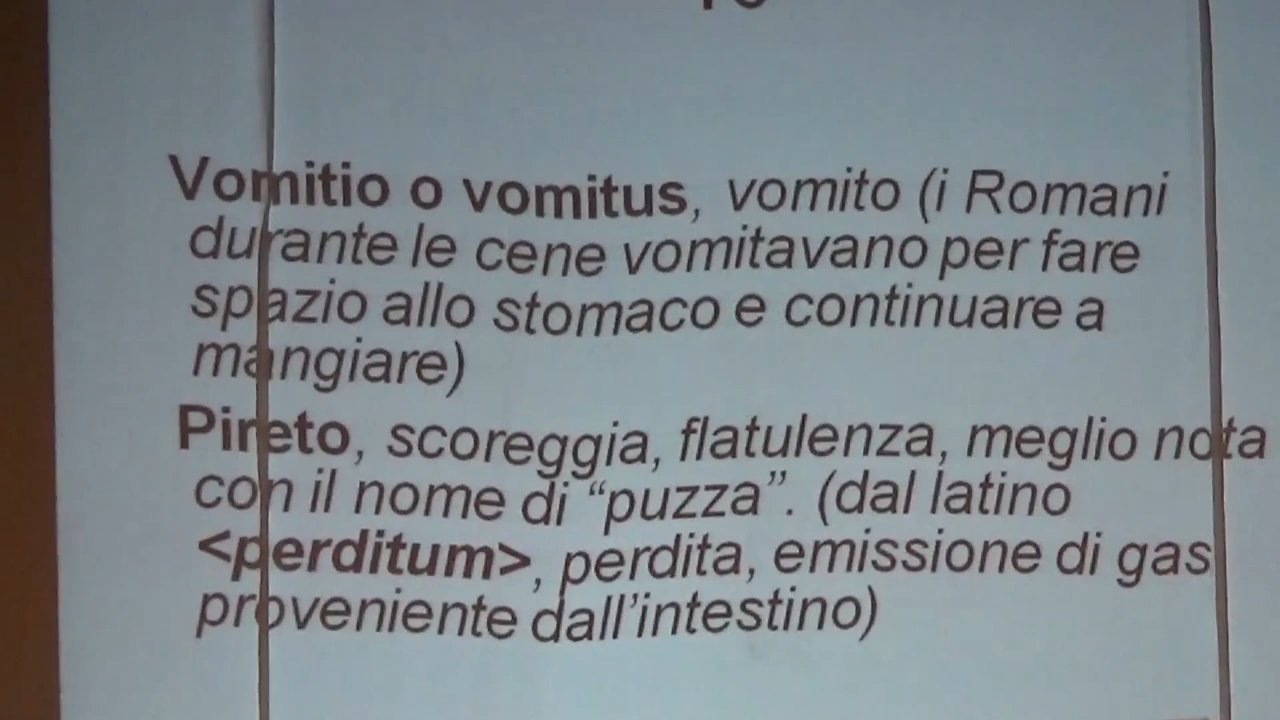 Vomitio o vomitus, vomito (i Romani
durante le cene vomitavano per fare
spazio allo stomaco e continuare a
mangiare)
Pireto, scoreggia, flatulenza, meglio nota
con il nome di “puzza”. (dal latino
<perditum>, perdita, emissione di gas
proveniente dall’intestino)